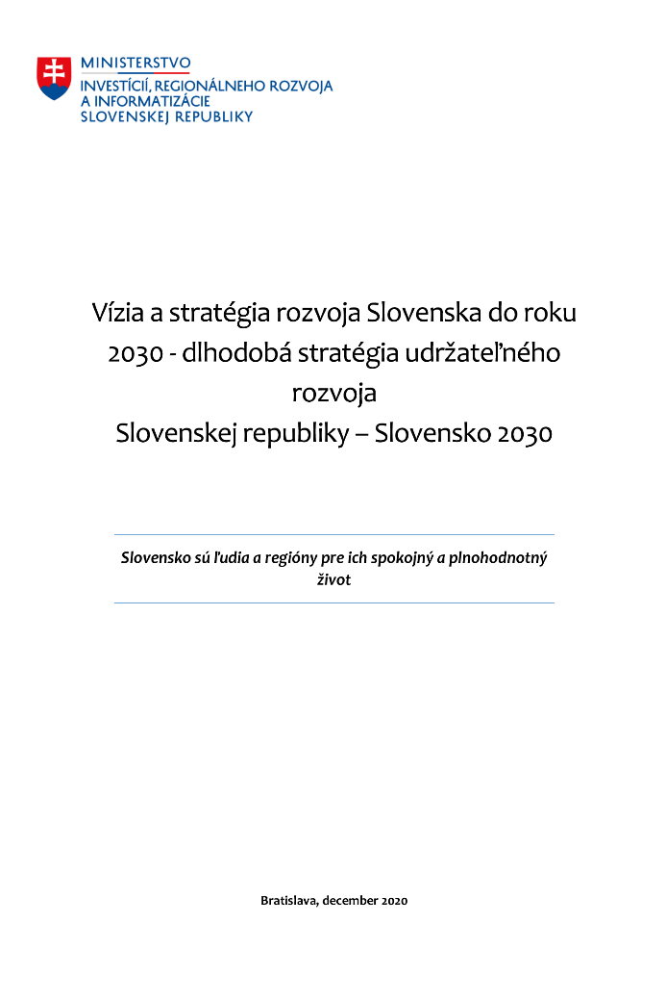 MINISTERSTVO
INVESTÍCIÍ, REGIONÁLNEHO ROZVOJA
A INFORMATIZÁCIE
SLOVENSKEJ REPUBLIKY
Vízia a stratégia rozvoja Slovenska do roku
2030 - dlhodobá stratégia udržateľného
rozvoja
Slovenskej republiky – Slovensko 2030
Slovensko sú ľudia a regióny pre ich spokojný a plnohodnotný
život
Bratislava, december 2020